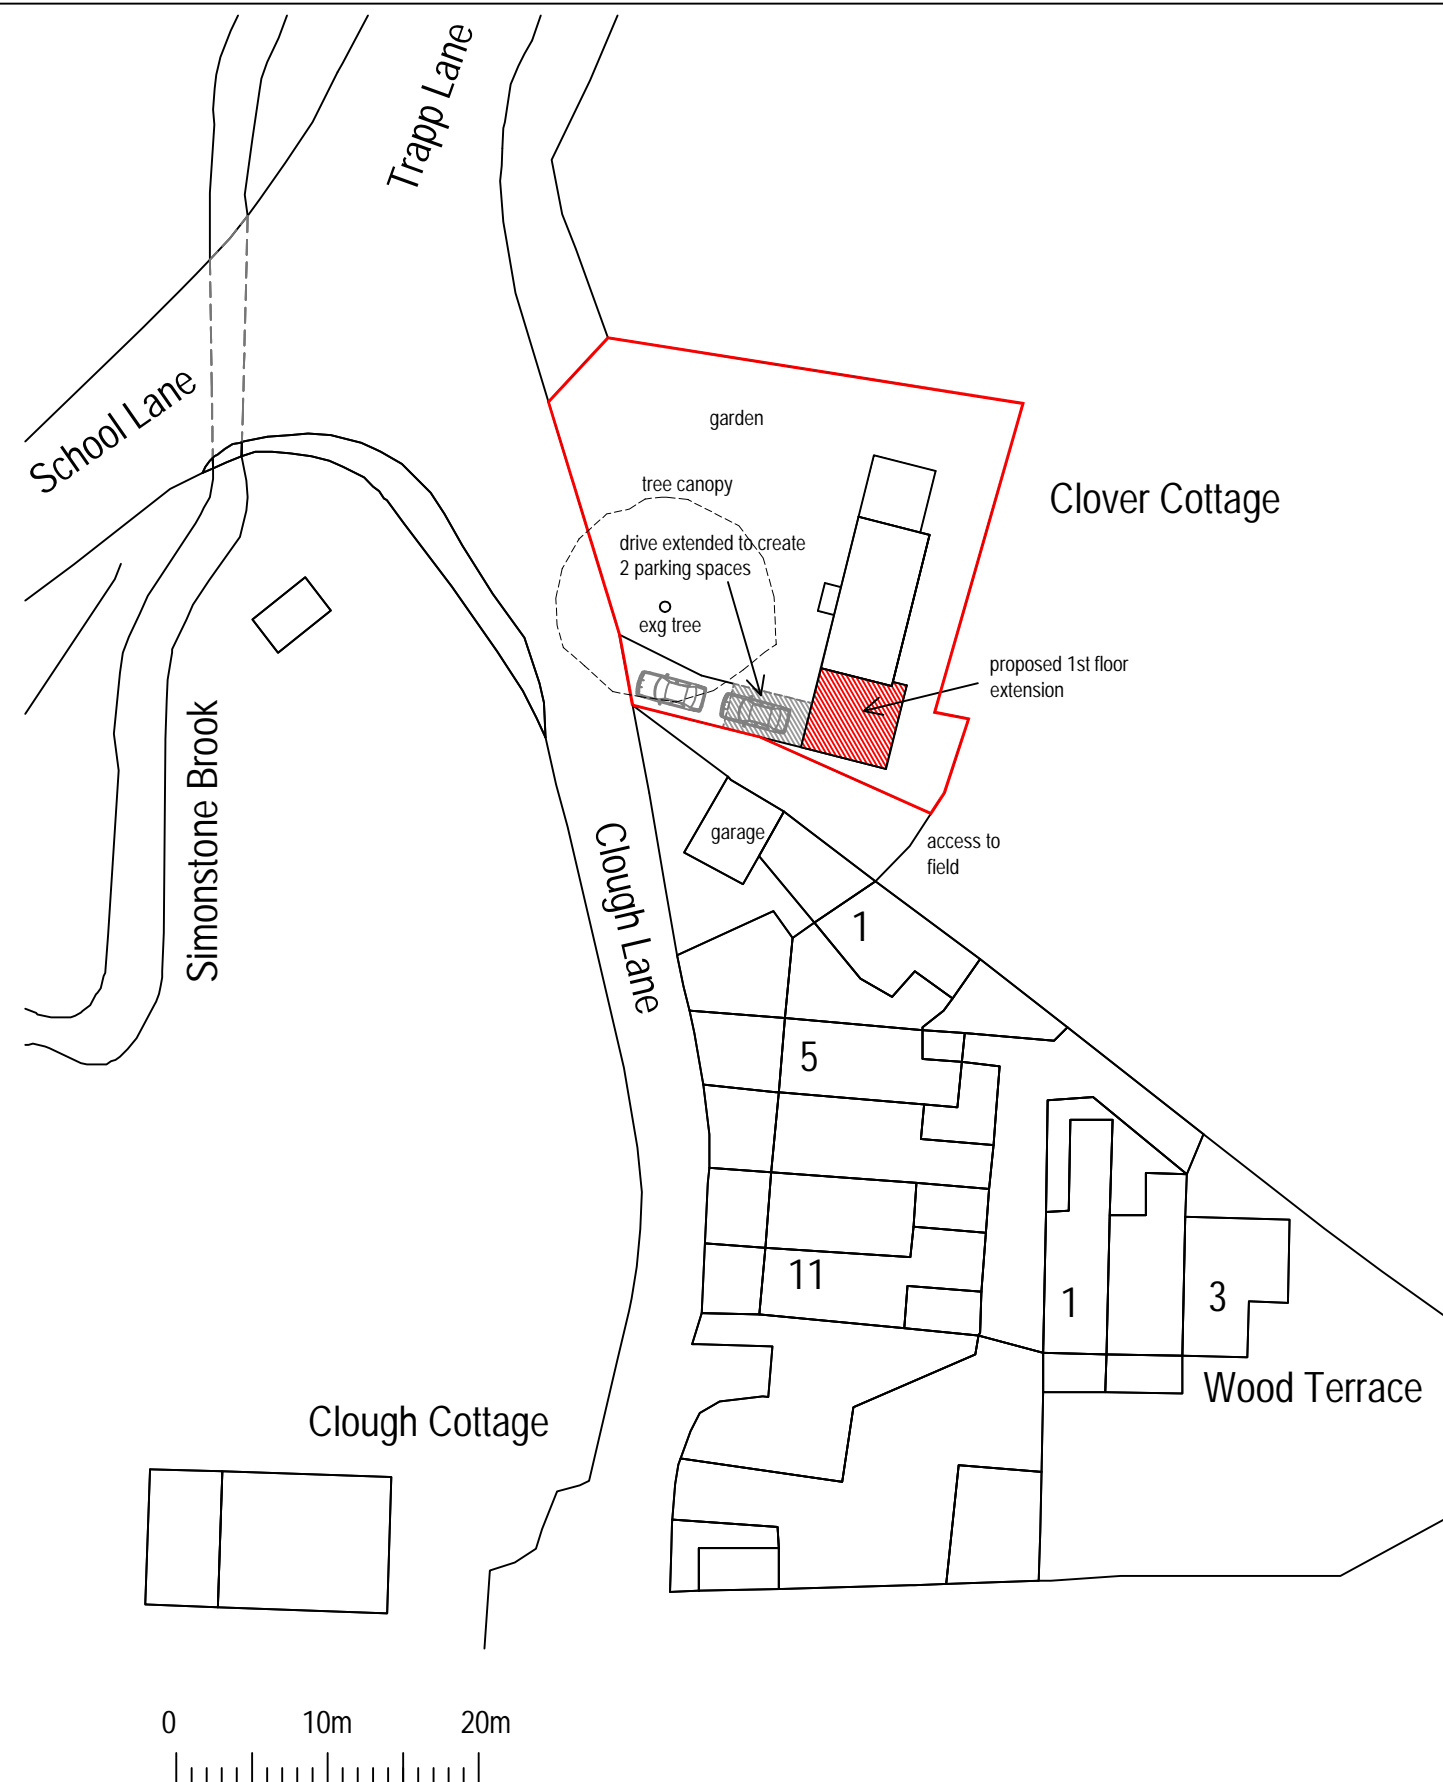 Trapp Lane
School Lane
garden
tree canopy
Clover Cottage
drive extended to create
2 parking spaces
exg tree
proposed 1st floor
extension
Simonstone Brook
garage
access to
field
Clough Lane
1
5
11
1
3
Wood Terrace
Clough Cottage
0 10m 20m